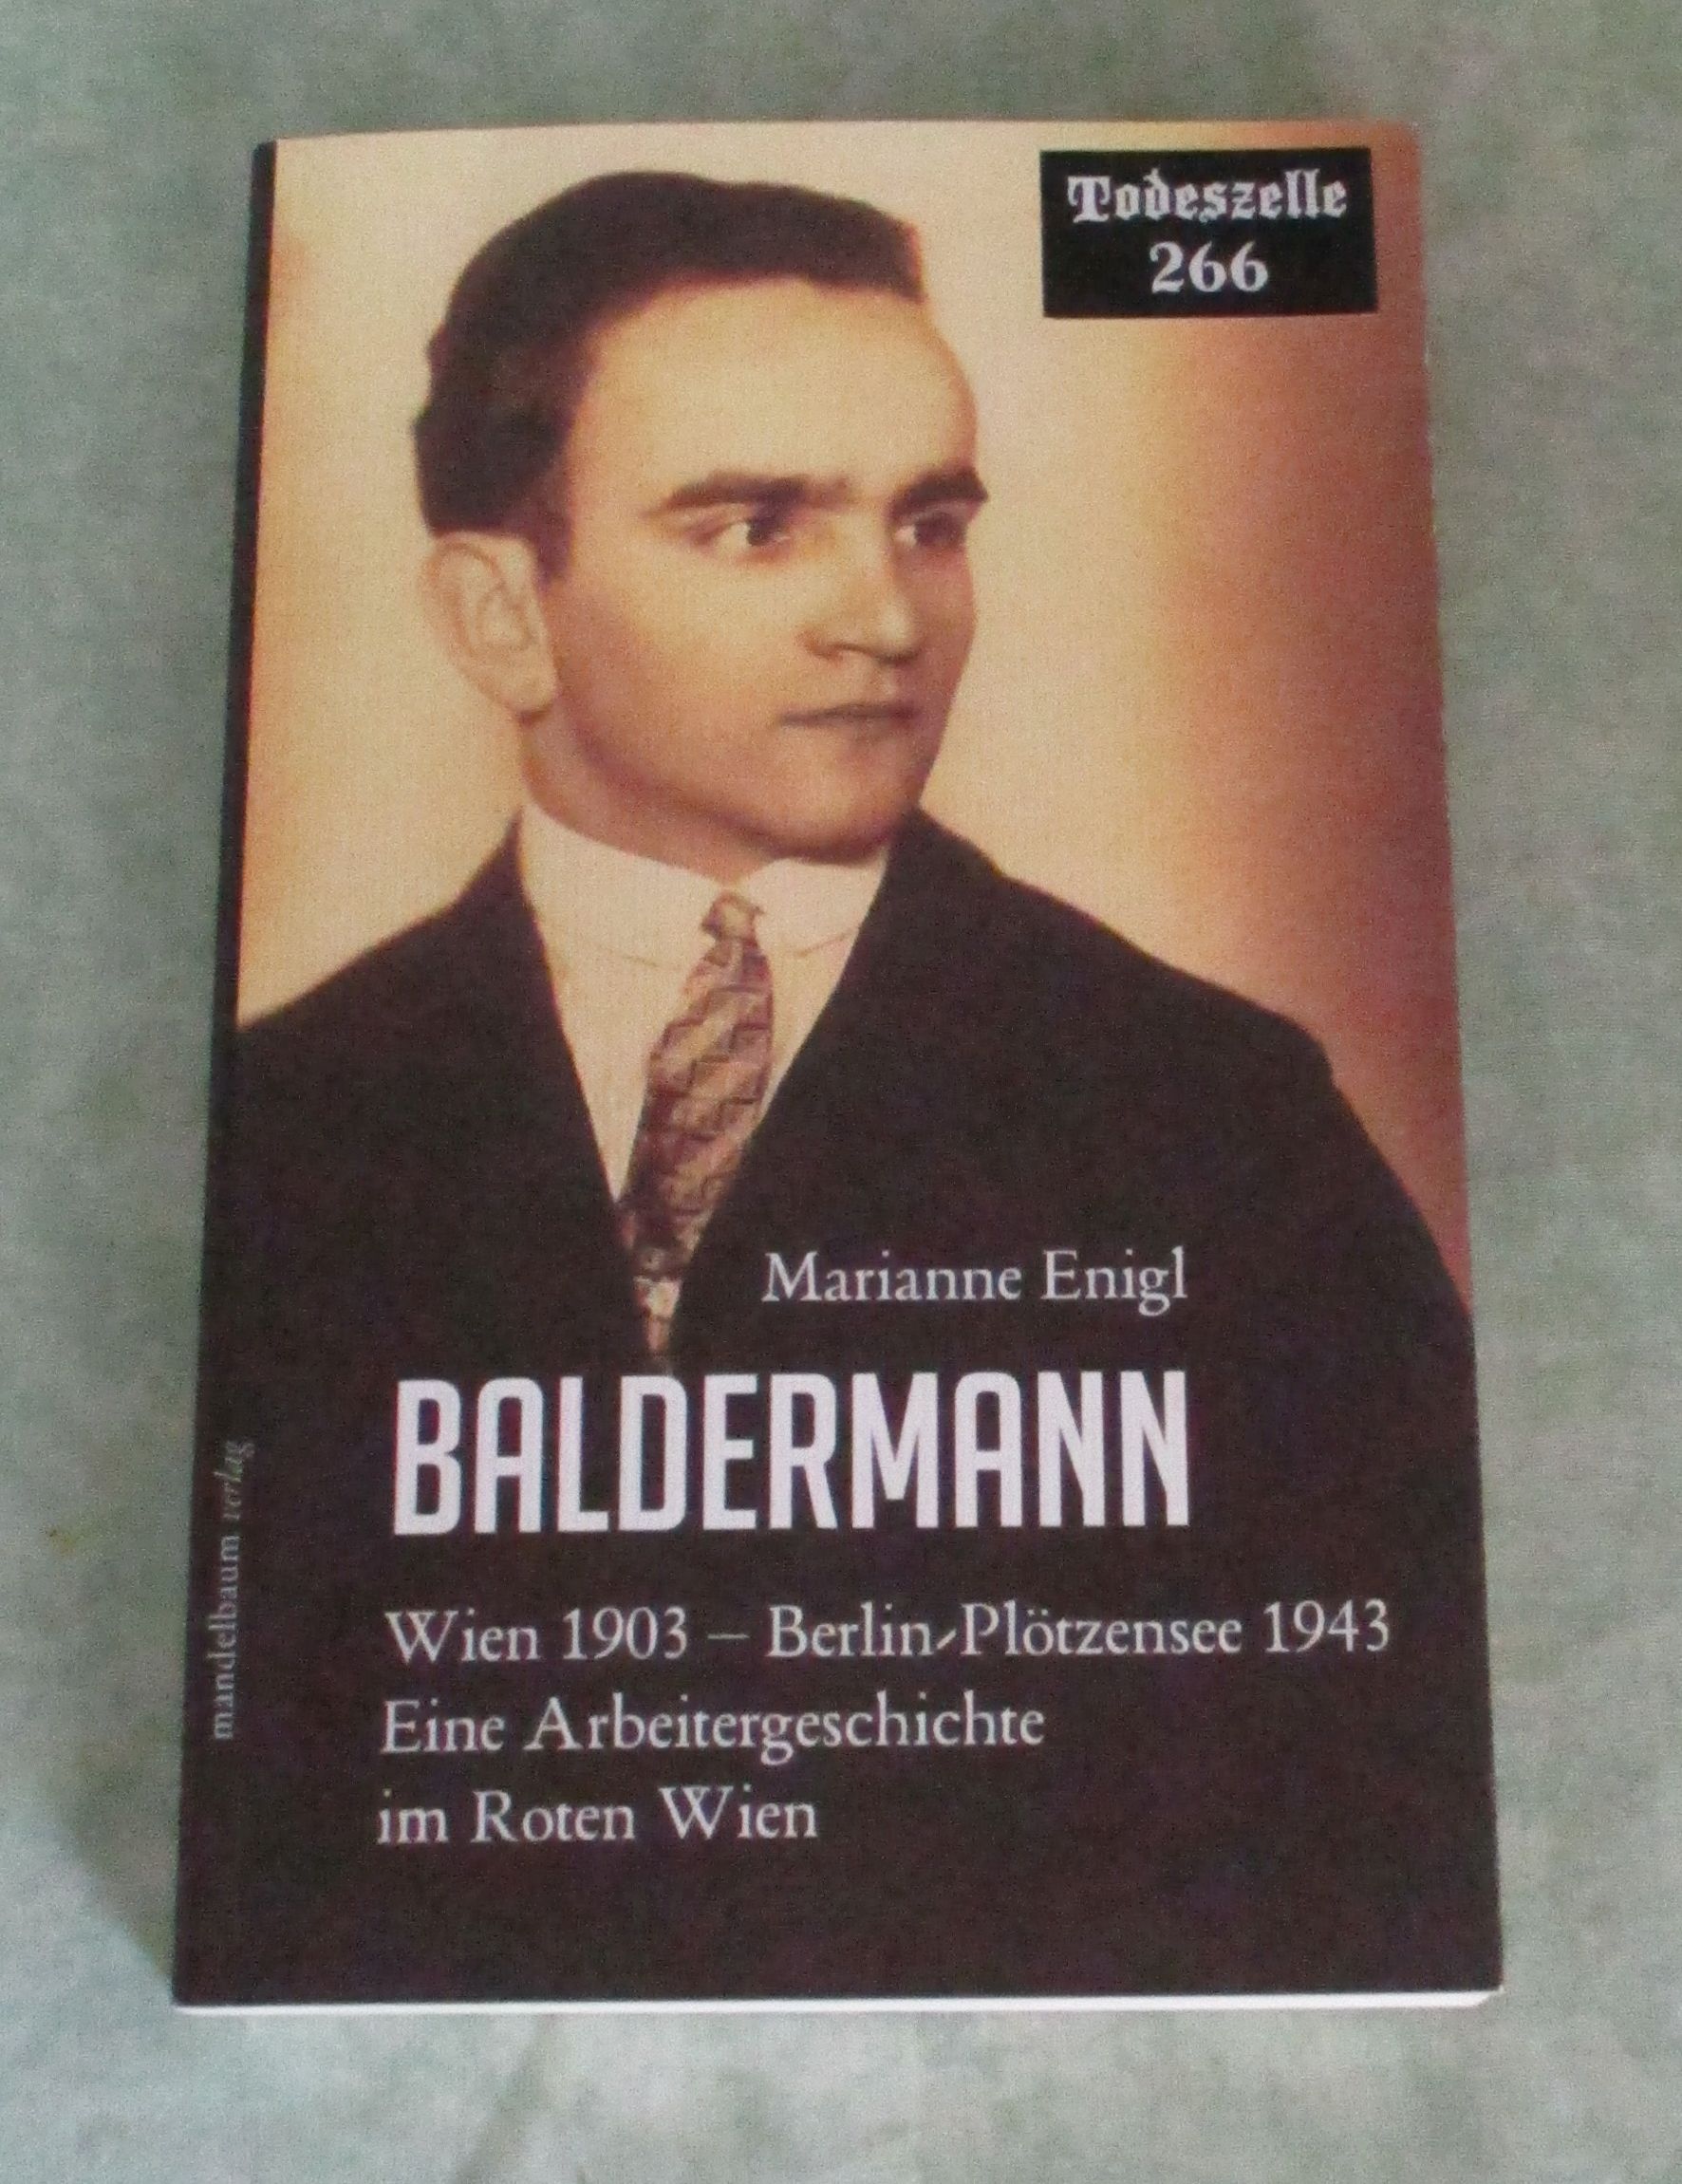 Todeszelle
266
Marianne Enigl
BALDERMANN
Wien 1903 – Berlin-Plötzensee 1943
Eine Arbeitergeschichte
im Roten Wien
mandelbaum verlag